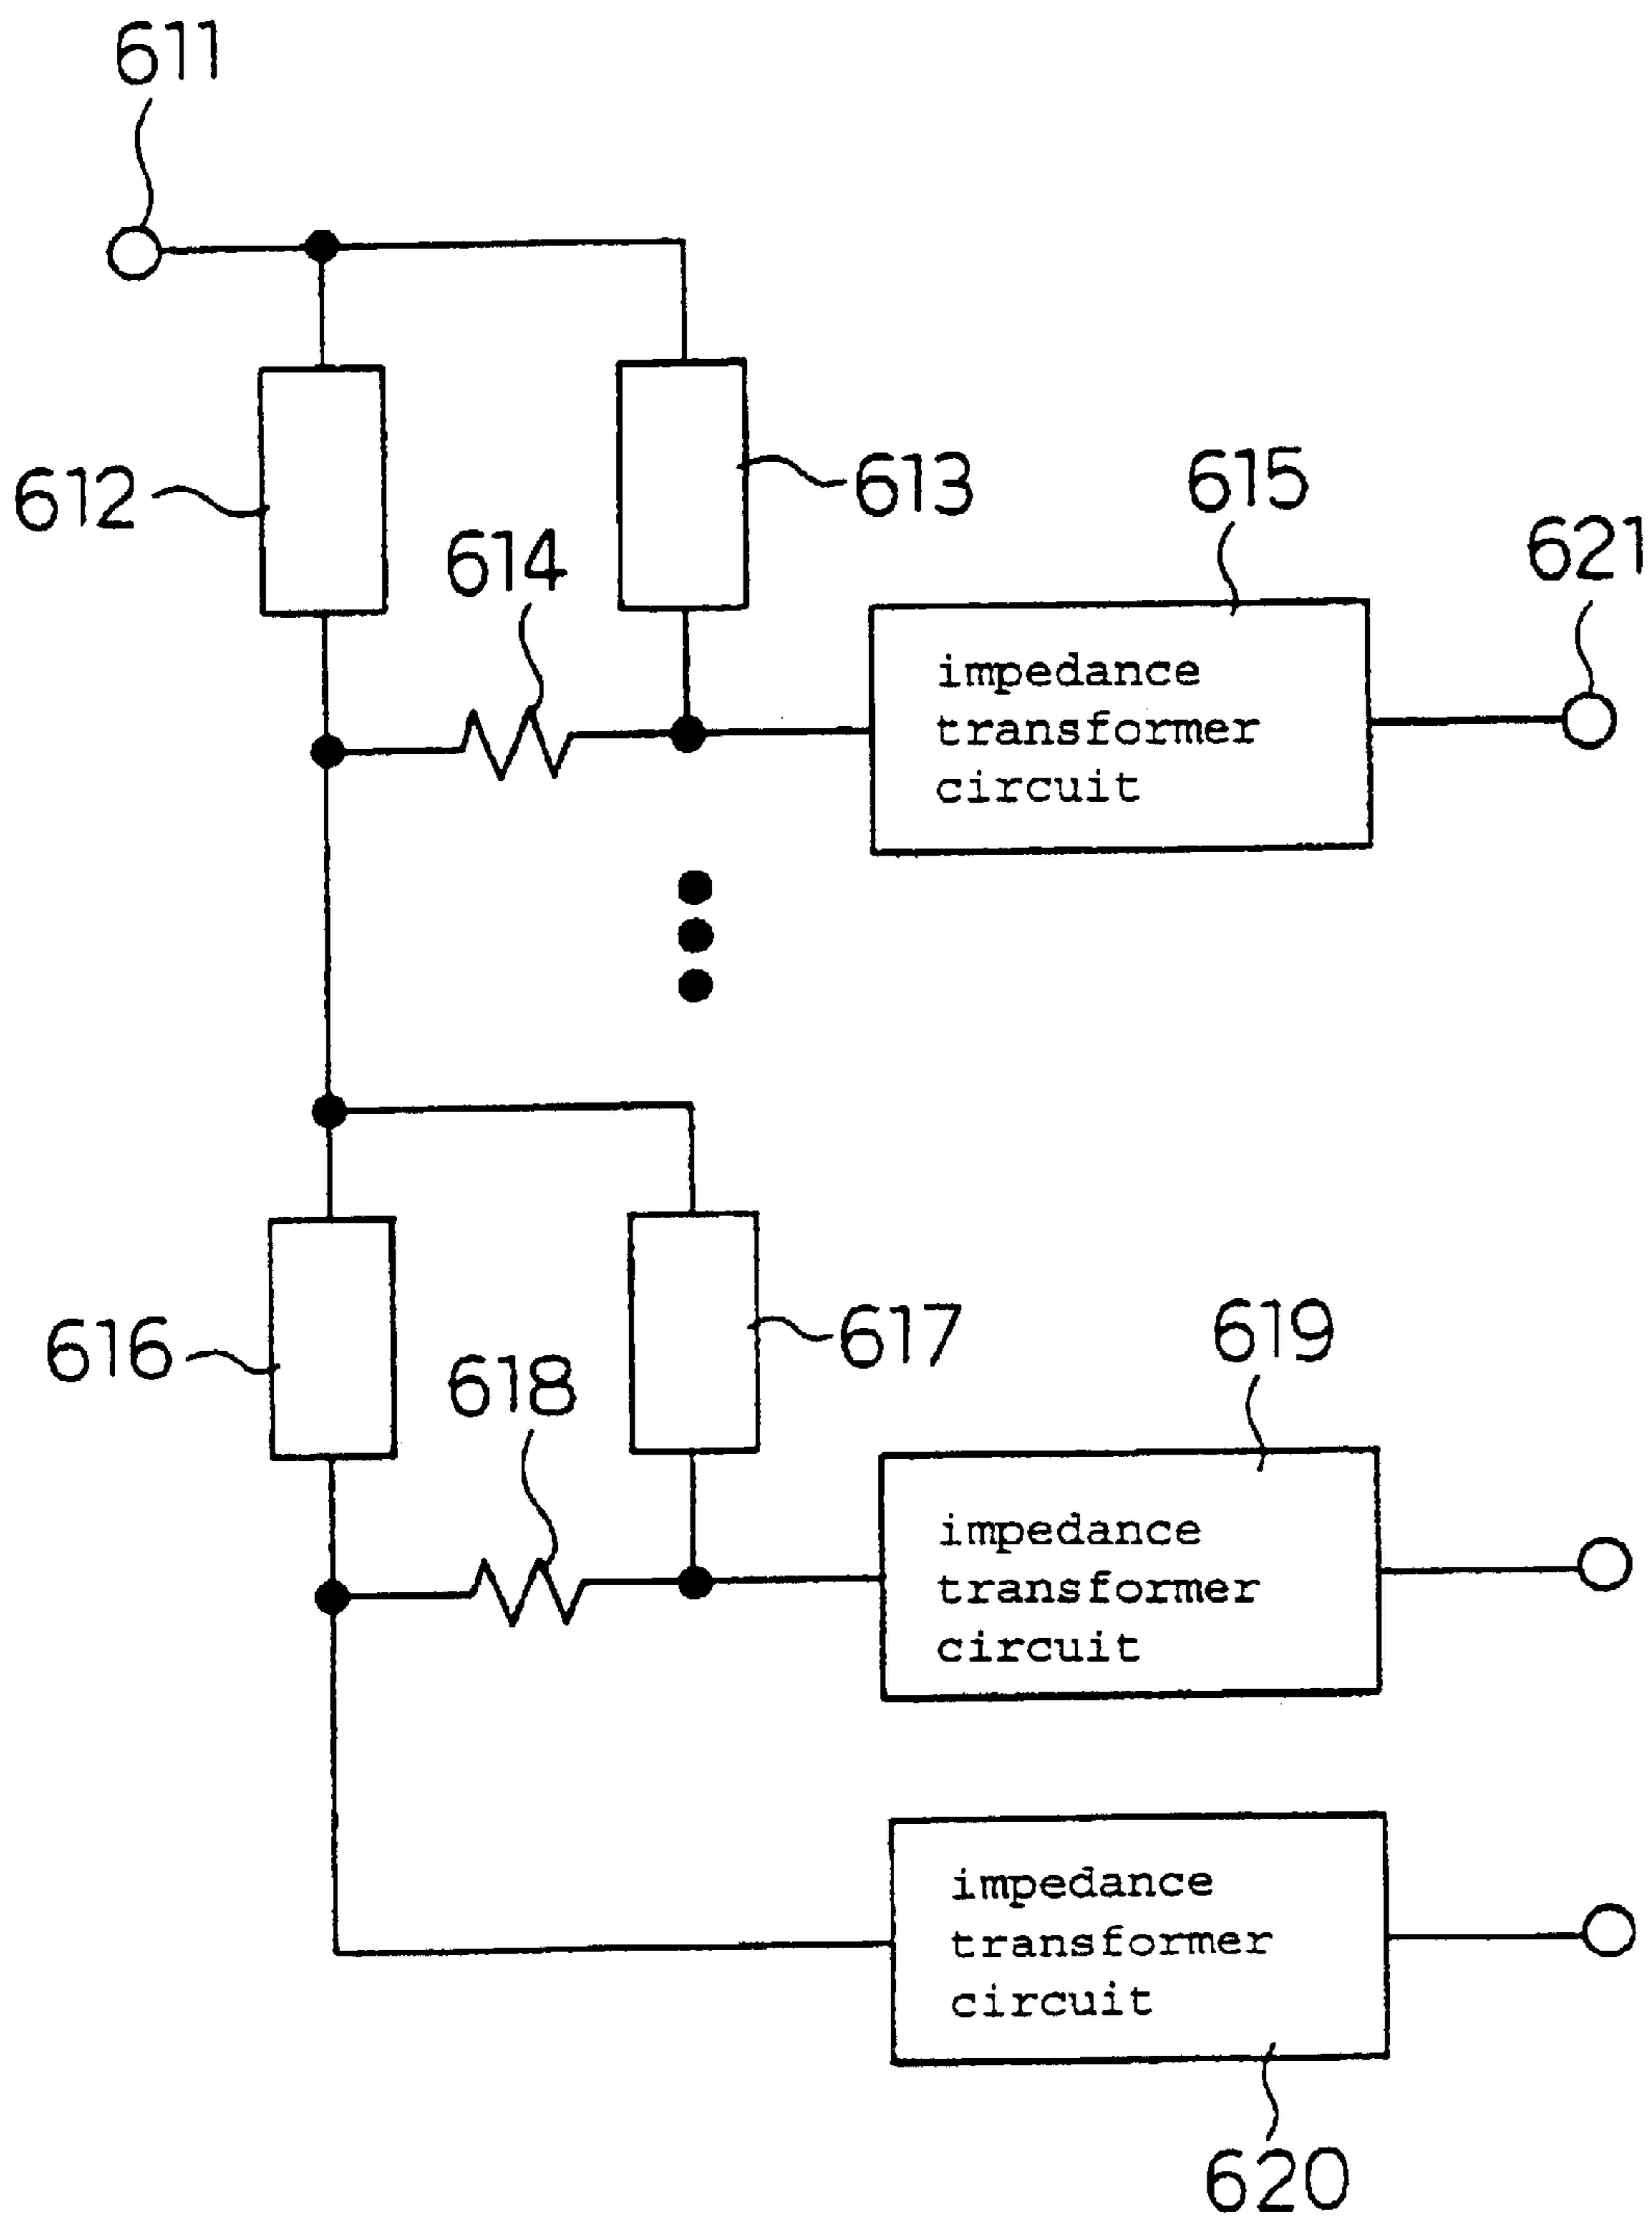 611
612
613
614
615
621
impedance
transformer
circuit
616
617
618
619
impedance
transformer
circuit
impedance
transformer
circuit
620